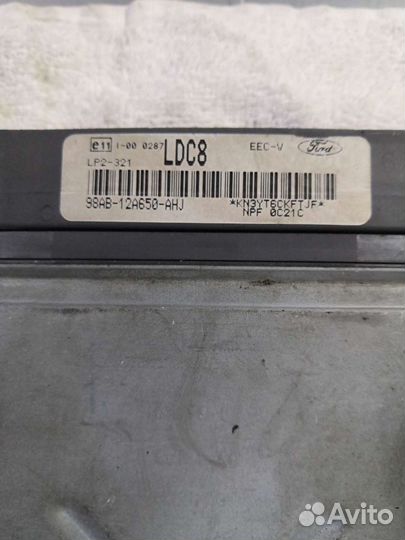 e11 1-00 0287 LDC8 EEC-V Ford
LP2-321
98AB-12A650-AHJ *KN3YT6CKFTJF*
NPF 0C21C
Avito